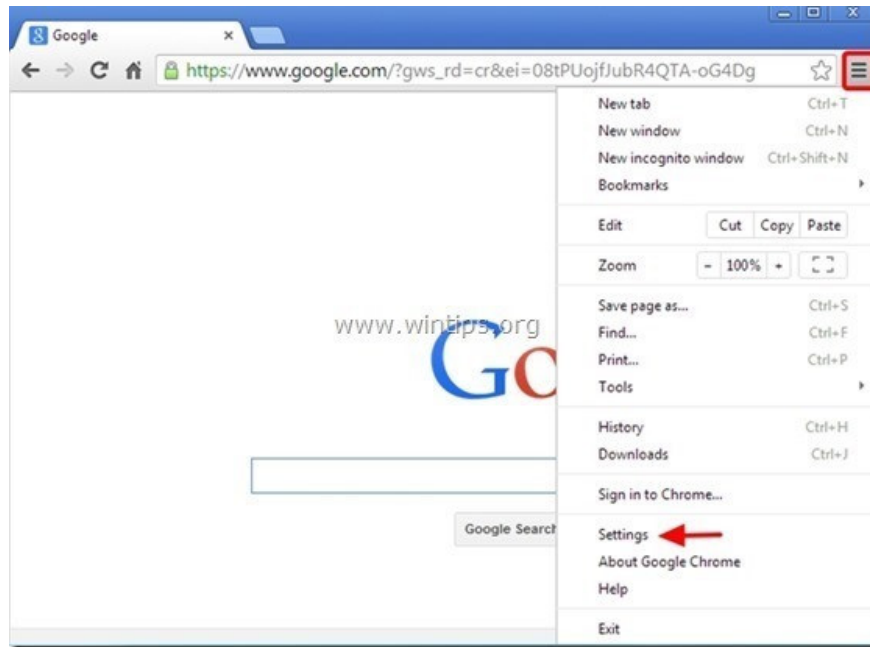 Google
https://www.google.com/?gws_rd=cr&ei=08tPUojfJubR4QTA-oG4Dg
New tab Ctrl+T
New window Ctrl+N
New incognito window Ctrl+Shift+N
Bookmarks
Edit Cut Copy Paste
Zoom - 100% +
Save page as... Ctrl+S
www.wintips.org
Find... Ctrl+F
Go
Print... Ctrl+P
Tools
History Ctrl+H
Downloads Ctrl+J
Sign in to Chrome...
Google Search
Settings
About Google Chrome
Help
Exit